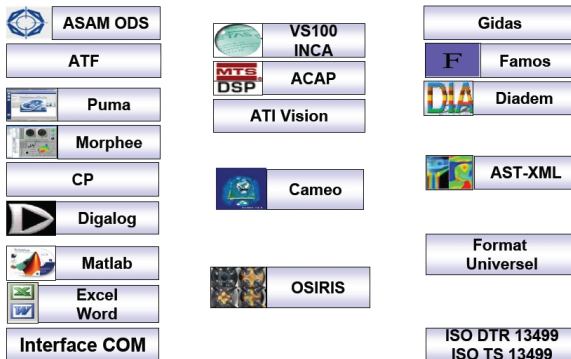 ASAM ODS
ATF
Puma
Morphee
CP
Digalog
Matlab
Excel
Word
Interface COM
VS100
INCA
MTS
DSP
ACAP
ATI Vision
Cameo
OSIRIS
Gidas
F
Famos
DIA
Diadem
AST-XML
Format
Universel
ISO DTR 13499
ISO TS 13499